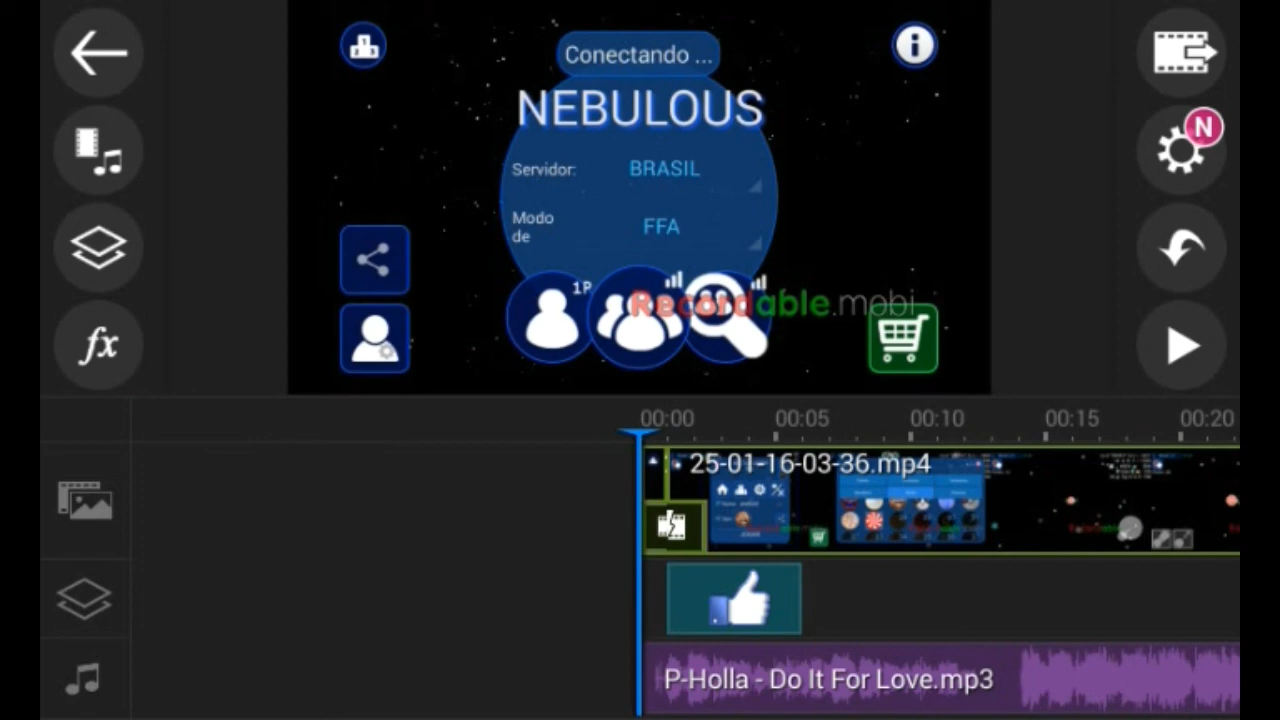 Conectando ...
N
NEBULOUS
Servidor: BRASIL
Modo de FFA
1P
Recordable.mobi
fx
00:00 00:05 00:10 00:15 00:20
25-01-16-03-36.mp4
P-Holla - Do It For Love.mp3